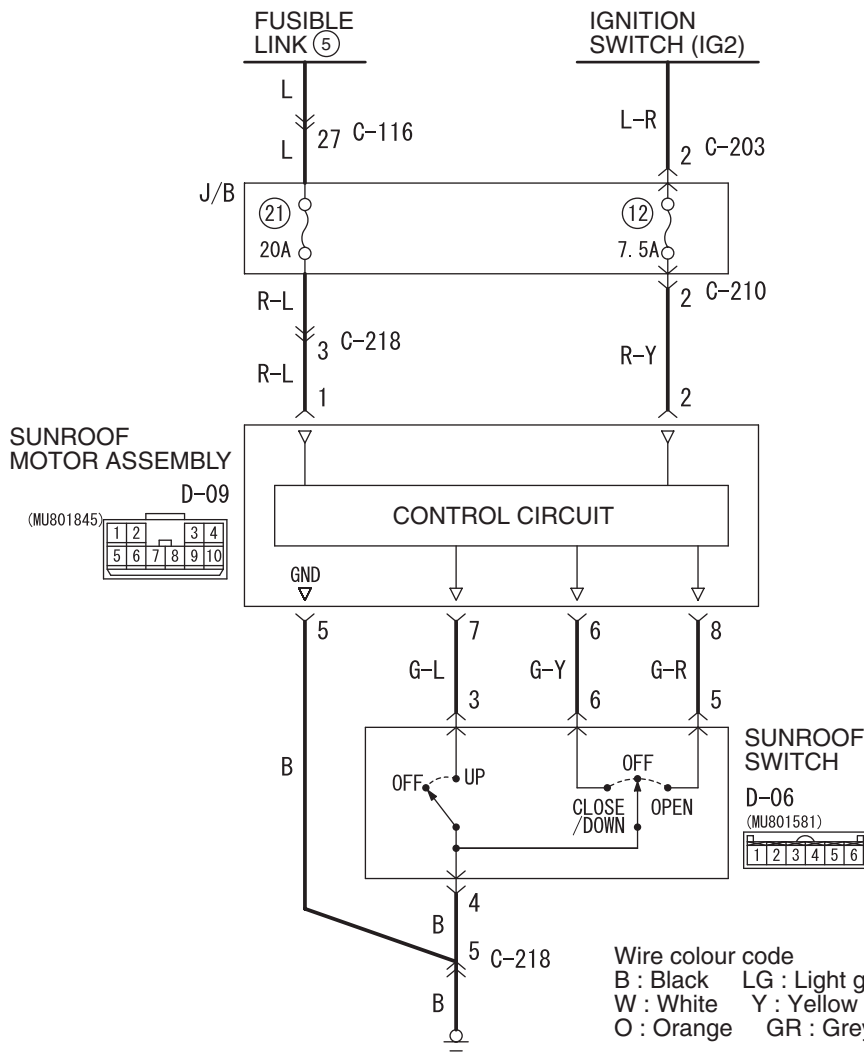 FUSIBLE
LINK 5
IGNITION
SWITCH (IG2)
L
27 C-116
L
L-R
2 C-203
J/B
21
20A
12
7.5A
R-L
3 C-218
R-L
1
2 C-210
R-Y
2
SUNROOF
MOTOR ASSEMBLY
D-09
(MU801845)
1 2 3 4
5 6 7 8 9 10
CONTROL CIRCUIT
GND
5 7 6 8
G-L G-Y G-R
3 6 5
B
OFF UP
OFF
CLOSE
/DOWN
OPEN
SUNROOF
SWITCH
D-06
(MU801581)
1 2 3 4 5 6
4
B
5 C-218
B
Wire colour code
B : Black LG : Light g
W : White Y : Yellow
O : Orange GR : Grey